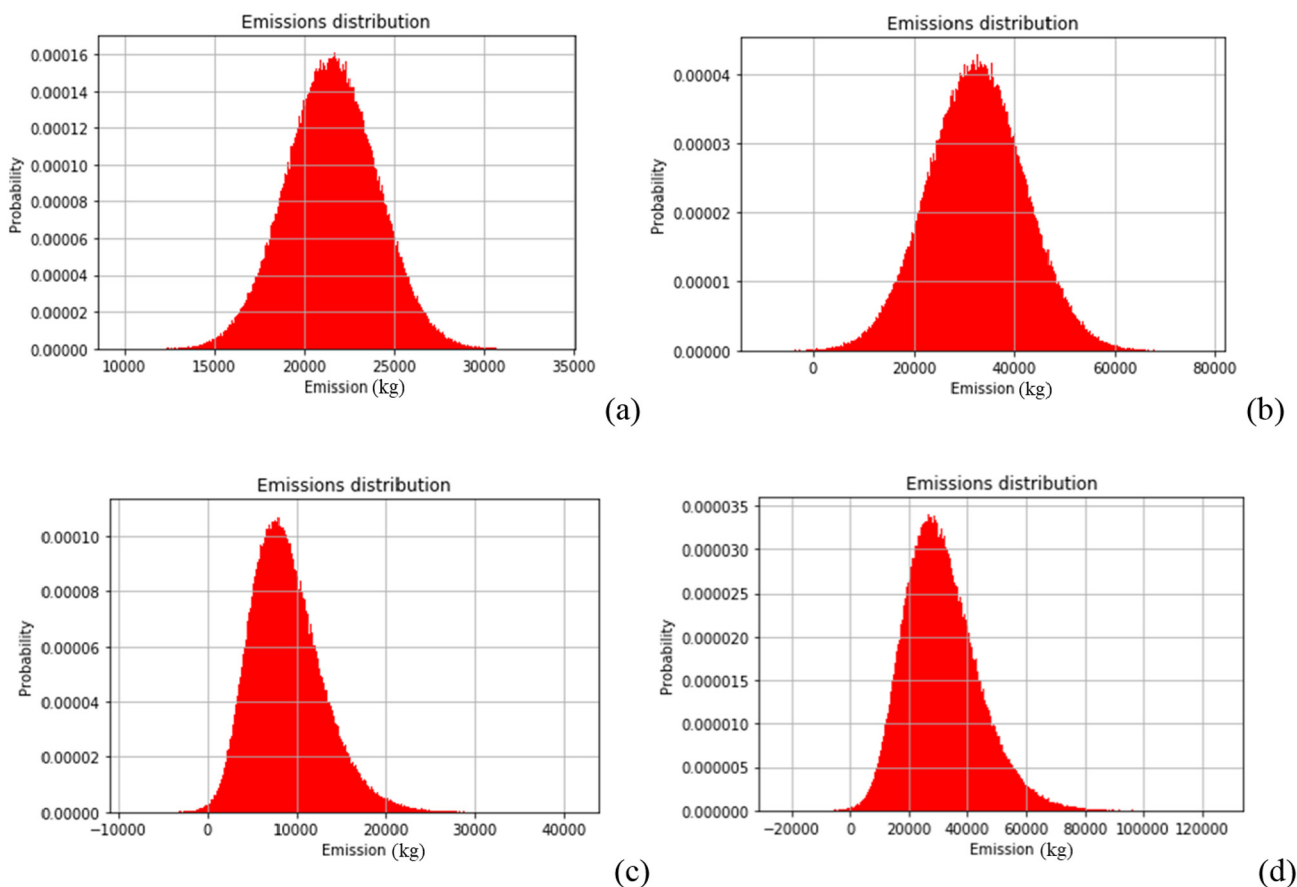 Emissions distribution
0.00016
0.00014
0.00012
0.00010
0.00008
0.00006
0.00004
0.00002
0.00000
Probability
10000 15000 20000 25000 30000 35000
Emission (kg)
(a)
Emissions distribution
0.00004
0.00003
0.00002
0.00001
0.00000
Probability
0 20000 40000 60000 80000
Emission (kg)
(b)
Emissions distribution
0.00010
0.00008
0.00006
0.00004
0.00002
0.00000
Probability
−10000 0 10000 20000 30000 40000
Emission (kg)
(c)
Emissions distribution
0.000035
0.000030
0.000025
0.000020
0.000015
0.000010
0.000005
0.000000
Probability
−20000 0 20000 40000 60000 80000 100000 120000
Emission (kg)
(d)